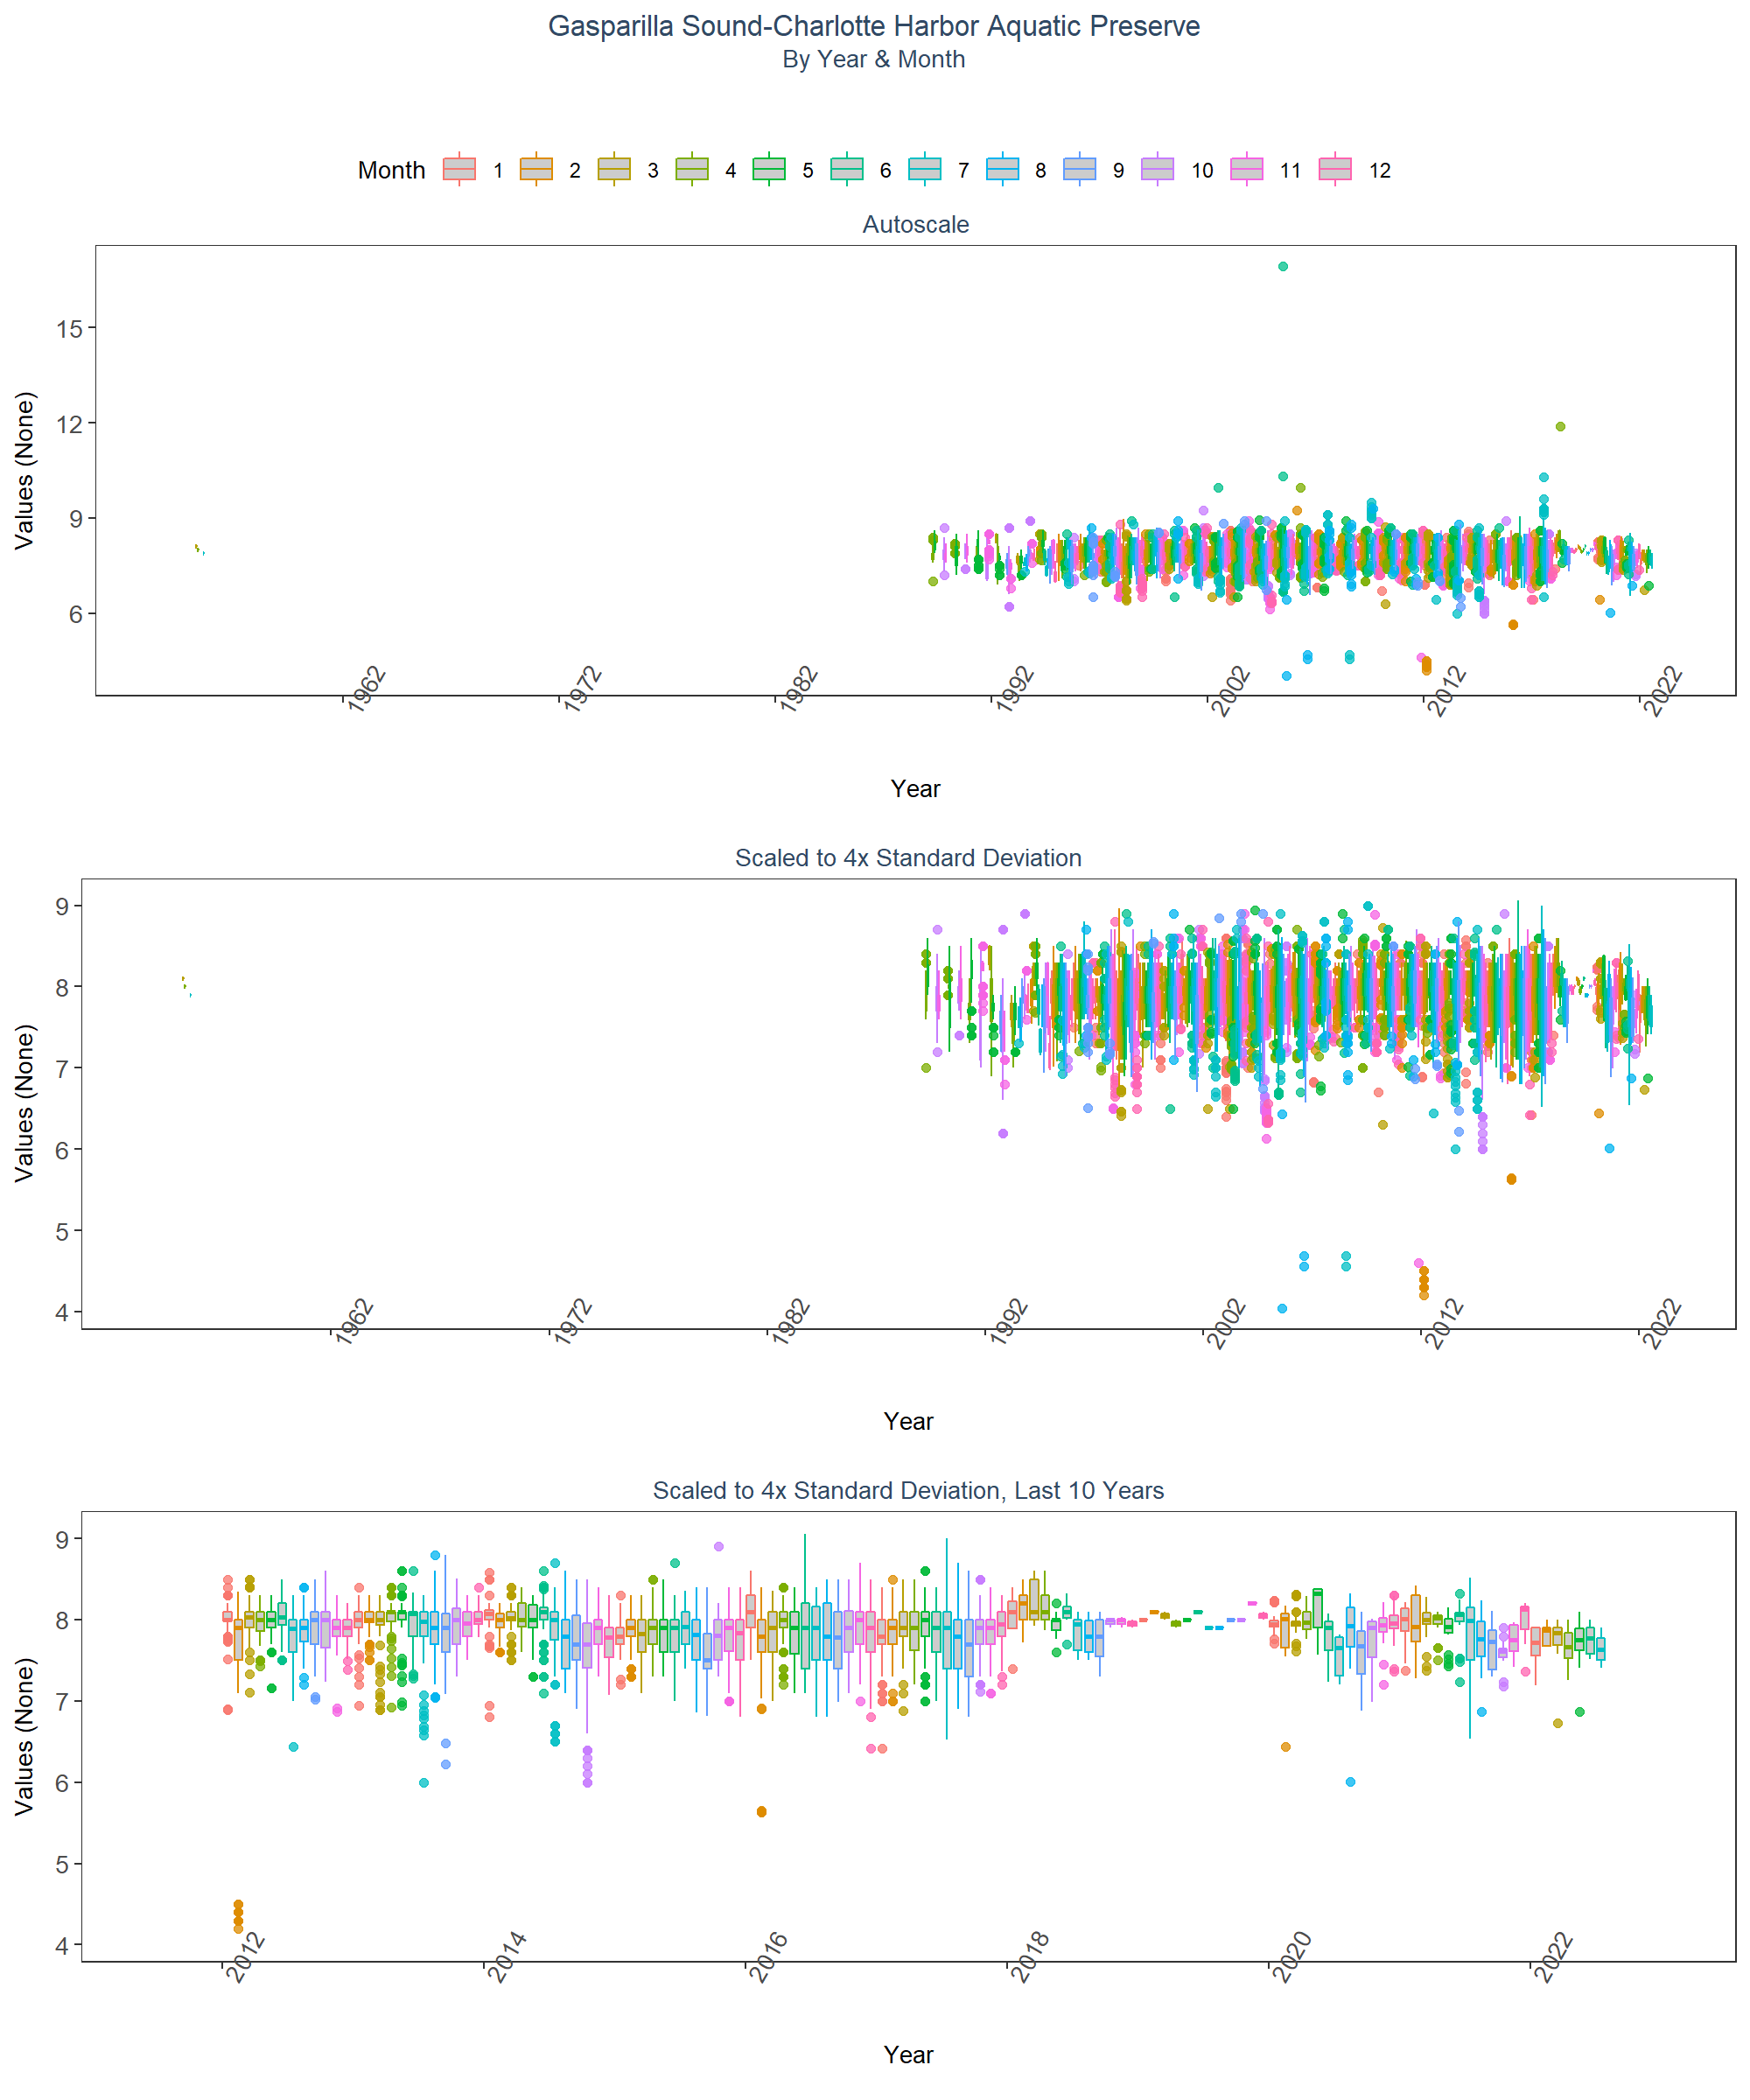 Gasparilla Sound-Charlotte Harbor Aquatic Preserve
By Year & Month
Month 1 2 3 4 5 6 7 8 9 10 11 12
Autoscale
Values (None)
15
12
9
6
1962 1972 1982 1992 2002 2012 2022
Year
Scaled to 4x Standard Deviation
Values (None)
9
8
7
6
5
4
1962 1972 1982 1992 2002 2012 2022
Year
Scaled to 4x Standard Deviation, Last 10 Years
Values (None)
9
8
7
6
5
4
2012 2014 2016 2018 2020 2022
Year